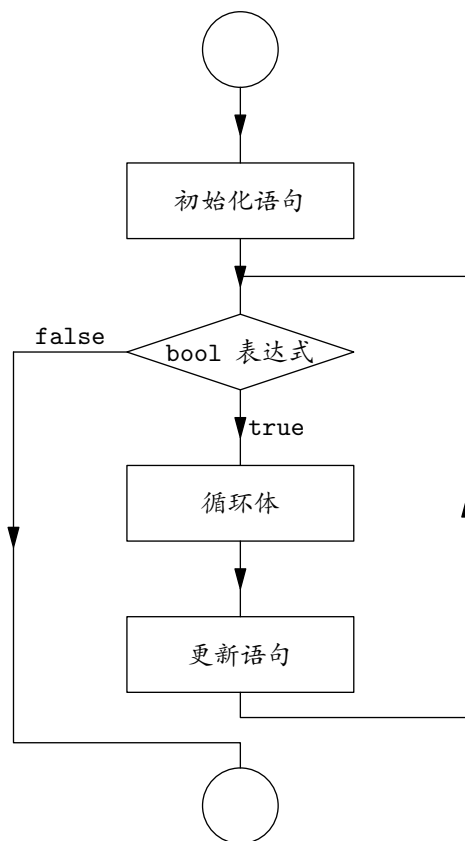 初始化语句
false
bool 表达式
true
循环体
更新语句